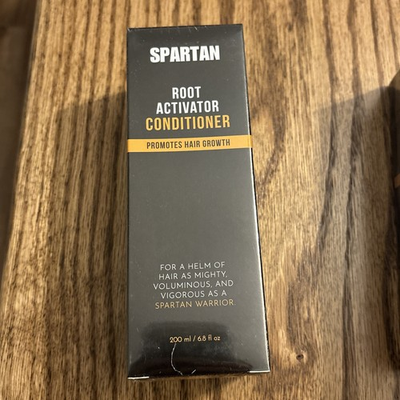 SPARTAN
ROOT
ACTIVATOR
CONDITIONER
PROMOTES HAIR GROWTH
FOR A HELM OF
HAIR AS MIGHTY,
VOLUMINOUS, AND
VIGOROUS AS A
SPARTAN WARRIOR.
200 ml / 6.8 fl oz